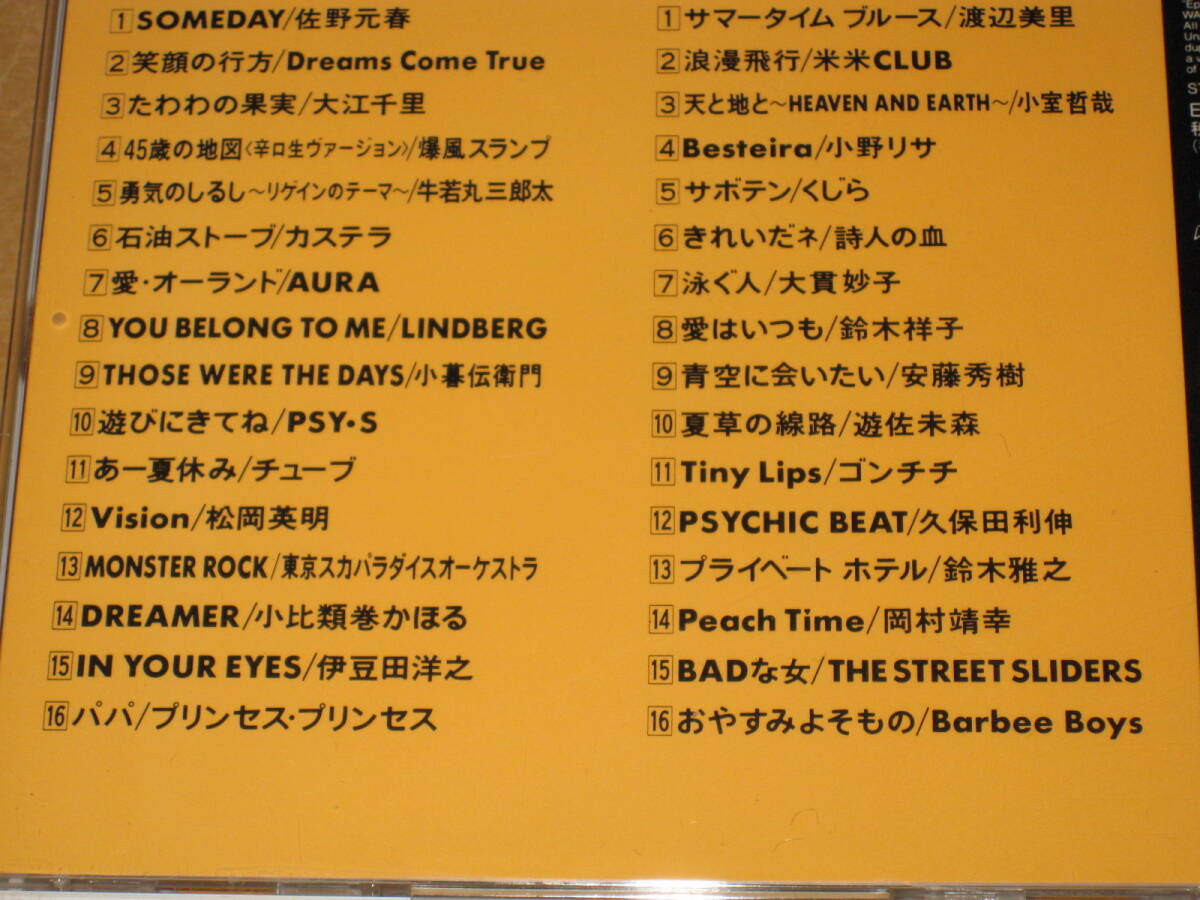 1 SOMEDAY/佐野元春
2 笑顔の行方/Dreams Come True
3 たわわの果実/大江千里
4 45歳の地図〈辛口生ヴァージョン〉/爆風スランプ
5 勇気のしるし〜リゲインのテーマ〜/牛若丸三郎太
6 石油ストーブ/カステラ
7 愛・オーランド/AURA
8 YOU BELONG TO ME/LINDBERG
9 THOSE WERE THE DAYS/小暮伝衛門
10 遊びにきてね/PSY・S
11 あー夏休み/チューブ
12 Vision/松岡英明
13 MONSTER ROCK/東京スカパラダイスオーケストラ
14 DREAMER/小比類巻かほる
15 IN YOUR EYES/伊豆田洋之
16 パパ/プリンセス・プリンセス
1 サマータイム ブルース/渡辺美里
2 浪漫飛行/米米CLUB
3 天と地と〜HEAVEN AND EARTH〜/小室哲哉
4 Besteira/小野リサ
5 サボテン/くじら
6 きれいだネ/詩人の血
7 泳ぐ人/大貫妙子
8 愛はいつも/鈴木祥子
9 青空に会いたい/安藤秀樹
10 夏草の線路/遊佐未森
11 Tiny Lips/ゴンチチ
12 PSYCHIC BEAT/久保田利伸
13 プライベート ホテル/鈴木雅之
14 Peach Time/岡村靖幸
15 BADな女/THE STREET SLIDERS
16 おやすみよそもの/Barbee Boys